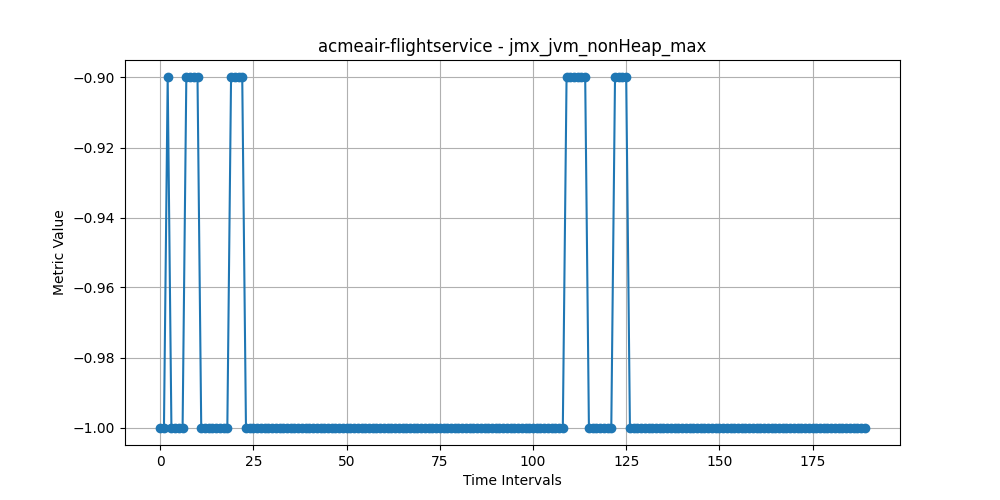 acmeair-flightservice - jmx_jvm_nonHeap_max
−0.90
−0.92
−0.94
−0.96
−0.98
−1.00
Metric Value
0 25 50 75 100 125 150 175
Time Intervals